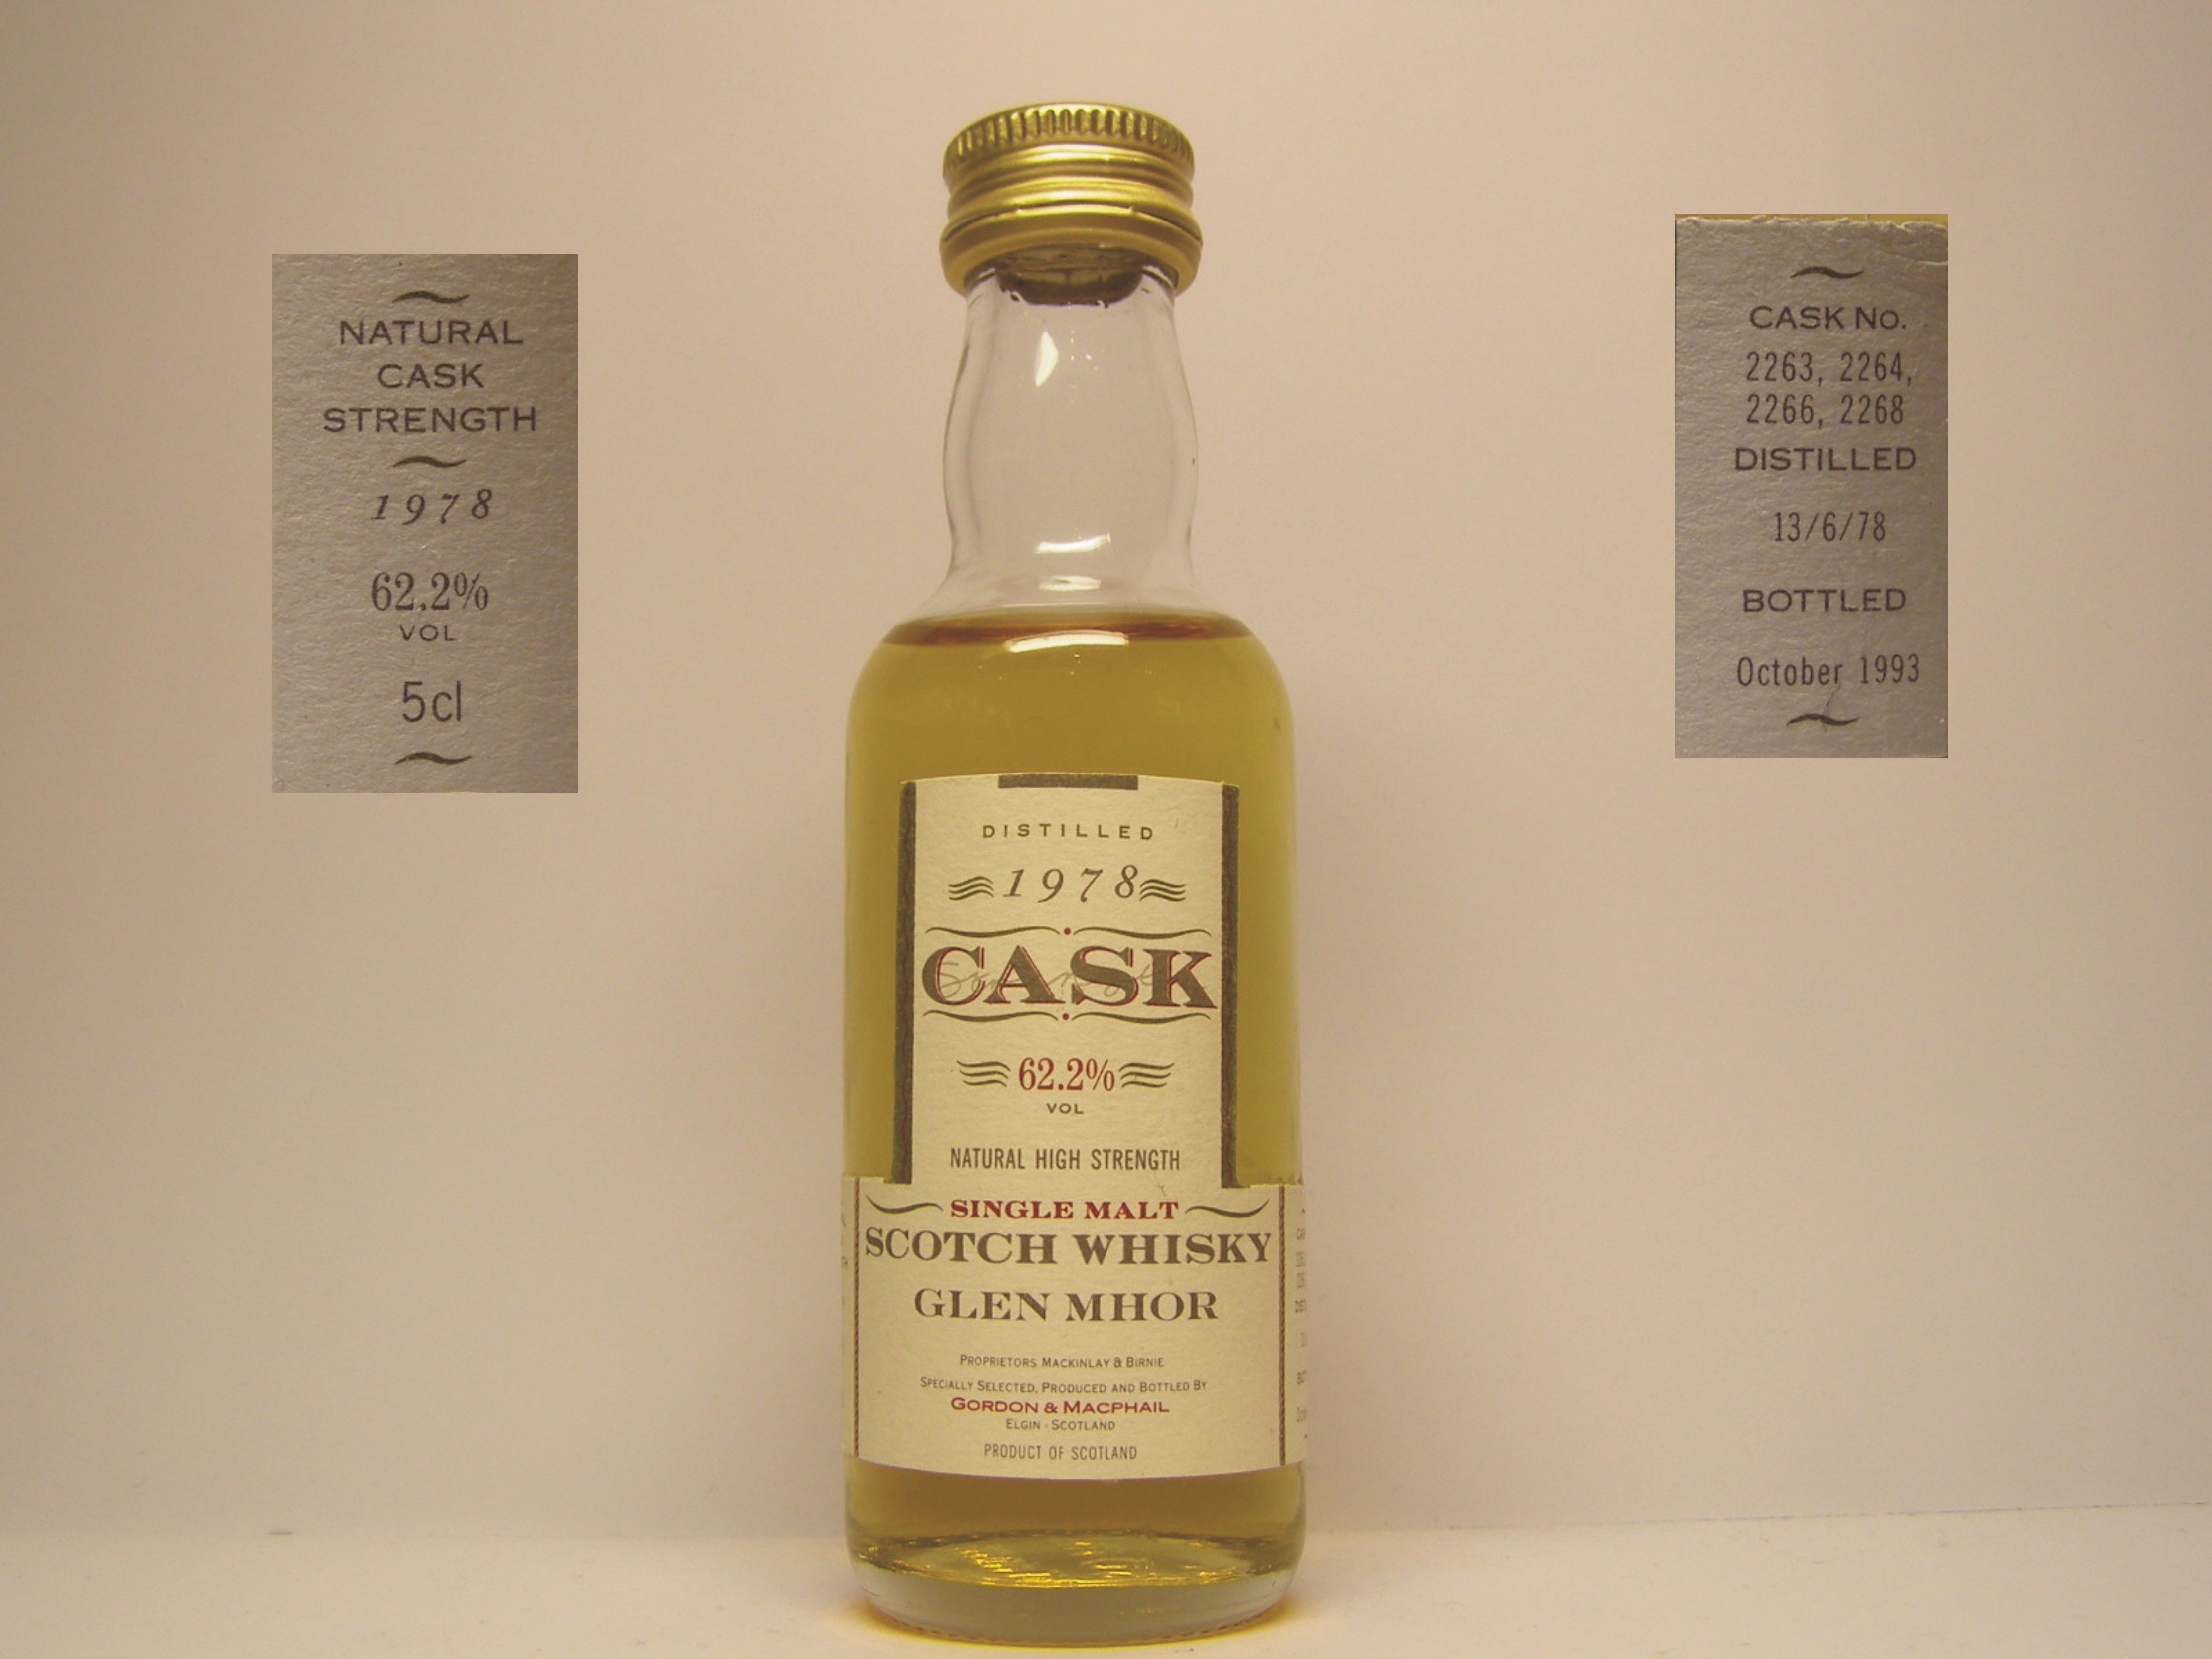 NATURAL
CASK
STRENGTH
1978
62.2%
VOL
5cl
DISTILLED
1978
CASK
62.2%
VOL
NATURAL HIGH STRENGTH
SINGLE MALT
SCOTCH WHISKY
GLEN MHOR
PROPRIETORS MACKINLAY & BIRNIE
SPECIALLY SELECTED, PRODUCED AND BOTTLED BY
GORDON & MACPHAIL
ELGIN · SCOTLAND
PRODUCT OF SCOTLAND
CASK No.
2263, 2264,
2266, 2268
DISTILLED
13/6/78
BOTTLED
October 1993